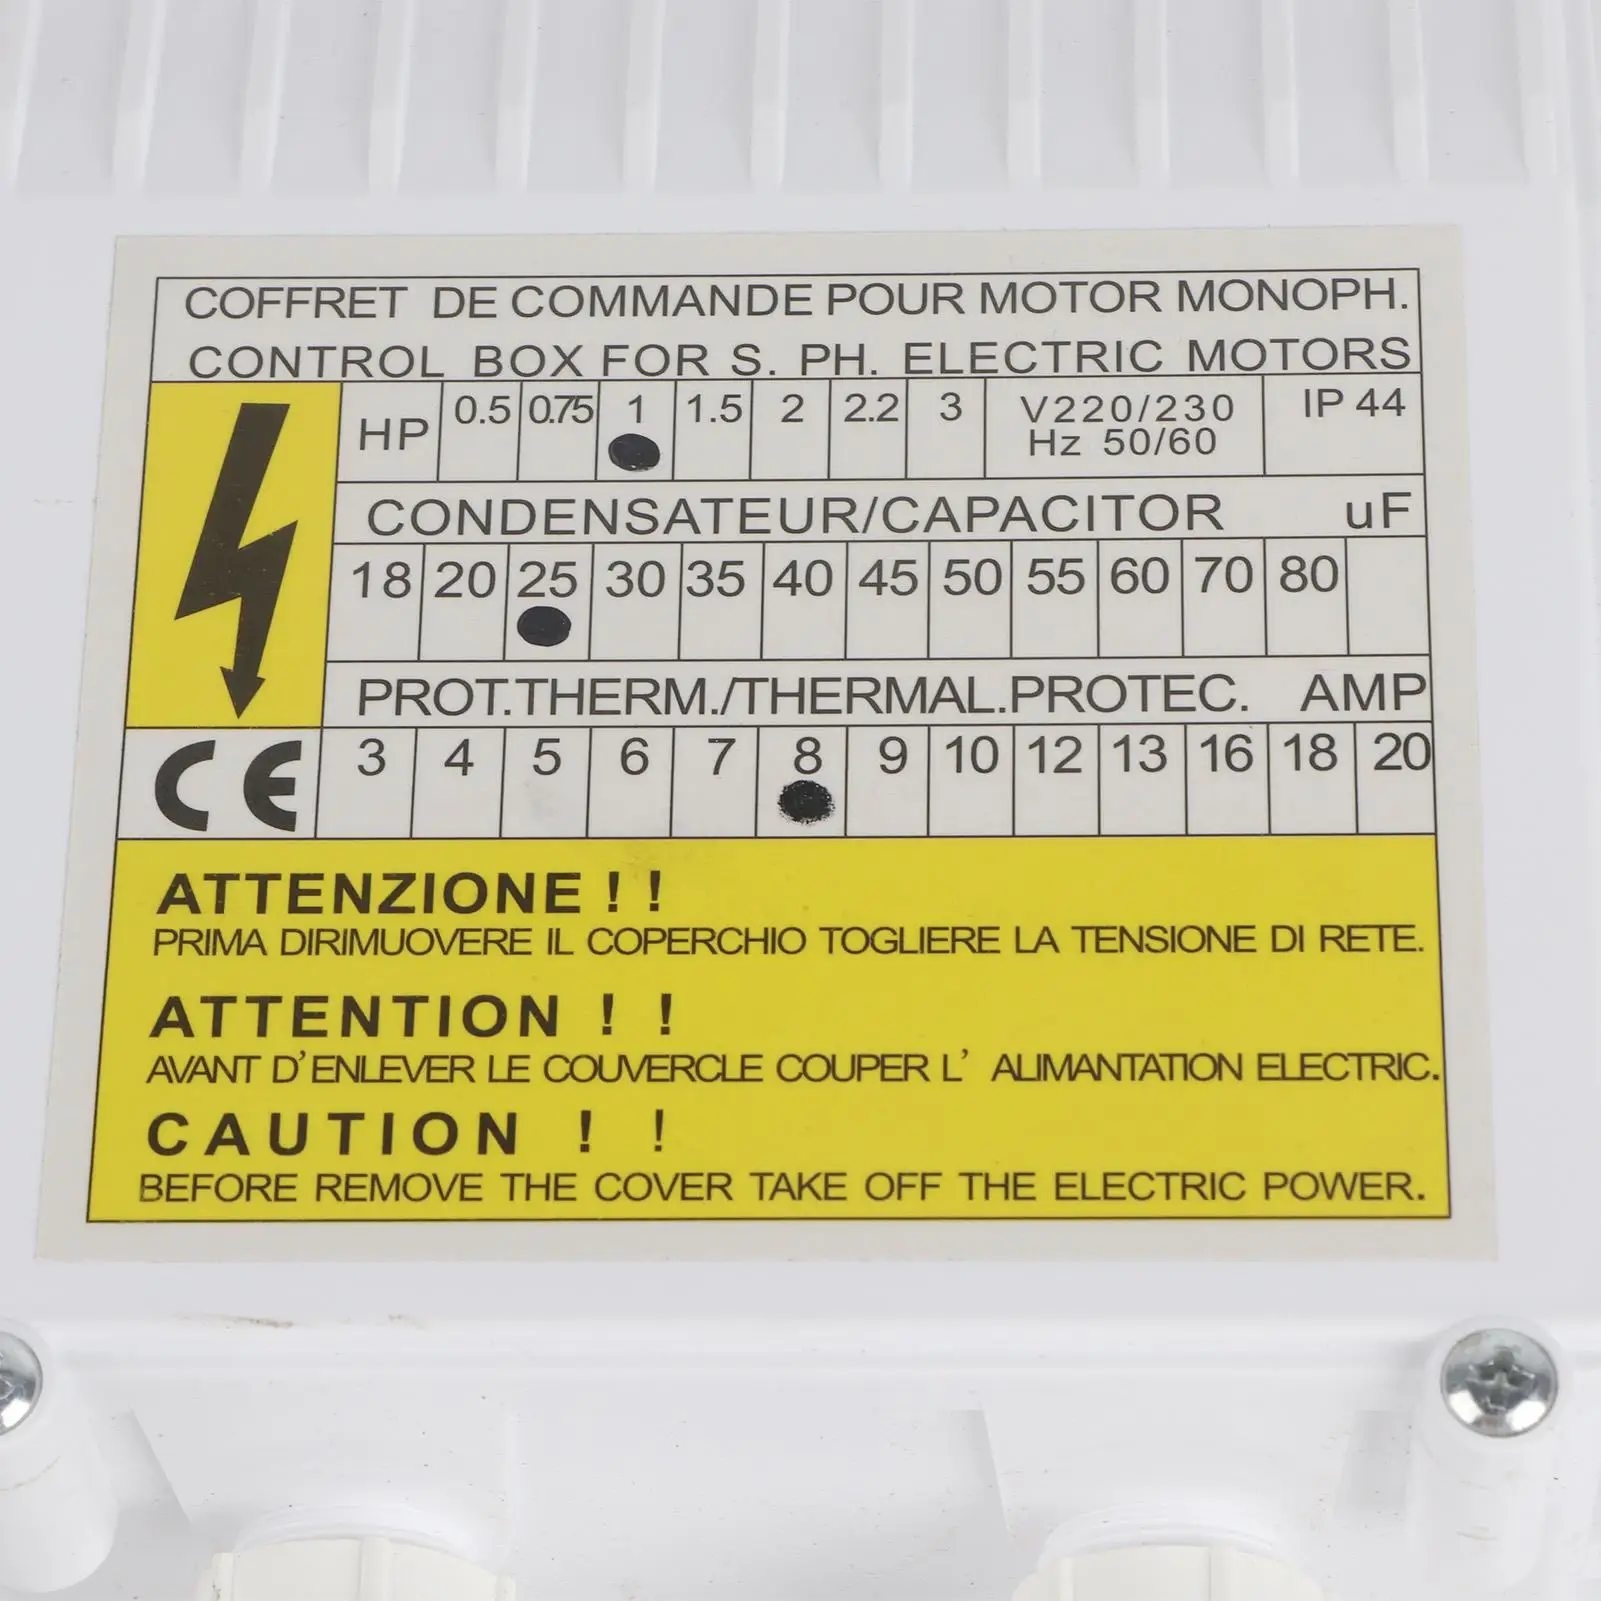 COFFRET DE COMMANDE POUR MOTOR MONOPH.
CONTROL BOX FOR S. PH. ELECTRIC MOTORS
HP 0.5 0.75 1 1.5 2 2.2 3 V220/230 IP 44
Hz 50/60
CONDENSATEUR/CAPACITOR uF
18 20 25 30 35 40 45 50 55 60 70 80
PROT.THERM./THERMAL.PROTEC. AMP
CE 3 4 5 6 7 8 9 10 12 13 16 18 20
ATTENZIONE ! !
PRIMA DIRIMUOVERE IL COPERCHIO TOGLIERE LA TENSIONE DI RETE.
ATTENTION ! !
AVANT D'ENLEVER LE COUVERCLE COUPER L' ALIMANTATION ELECTRIC.
CAUTION ! !
BEFORE REMOVE THE COVER TAKE OFF THE ELECTRIC POWER.